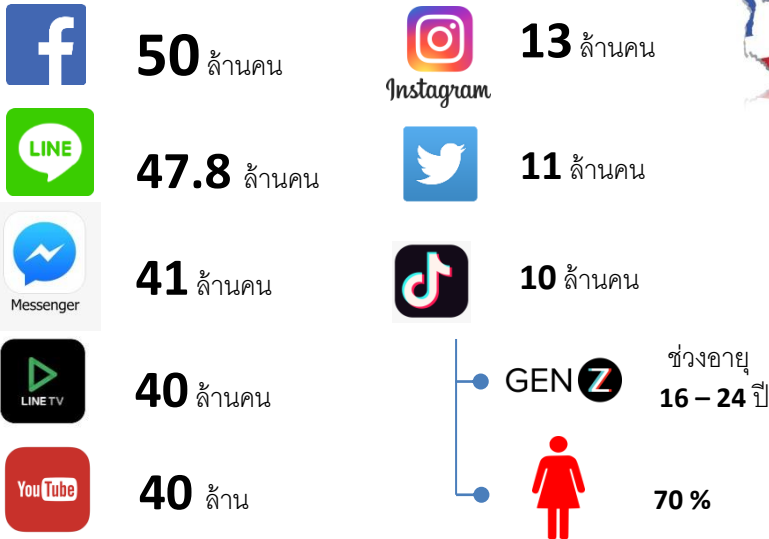 50 ล้านคน
LINE
47.8 ล้านคน
Messenger
41 ล้านคน
LINE TV
40 ล้านคน
You Tube
40 ล้าน
Instagram
13 ล้านคน
11 ล้านคน
10 ล้านคน
GEN Z
ช่วงอายุ
16 – 24 ปี
70 %